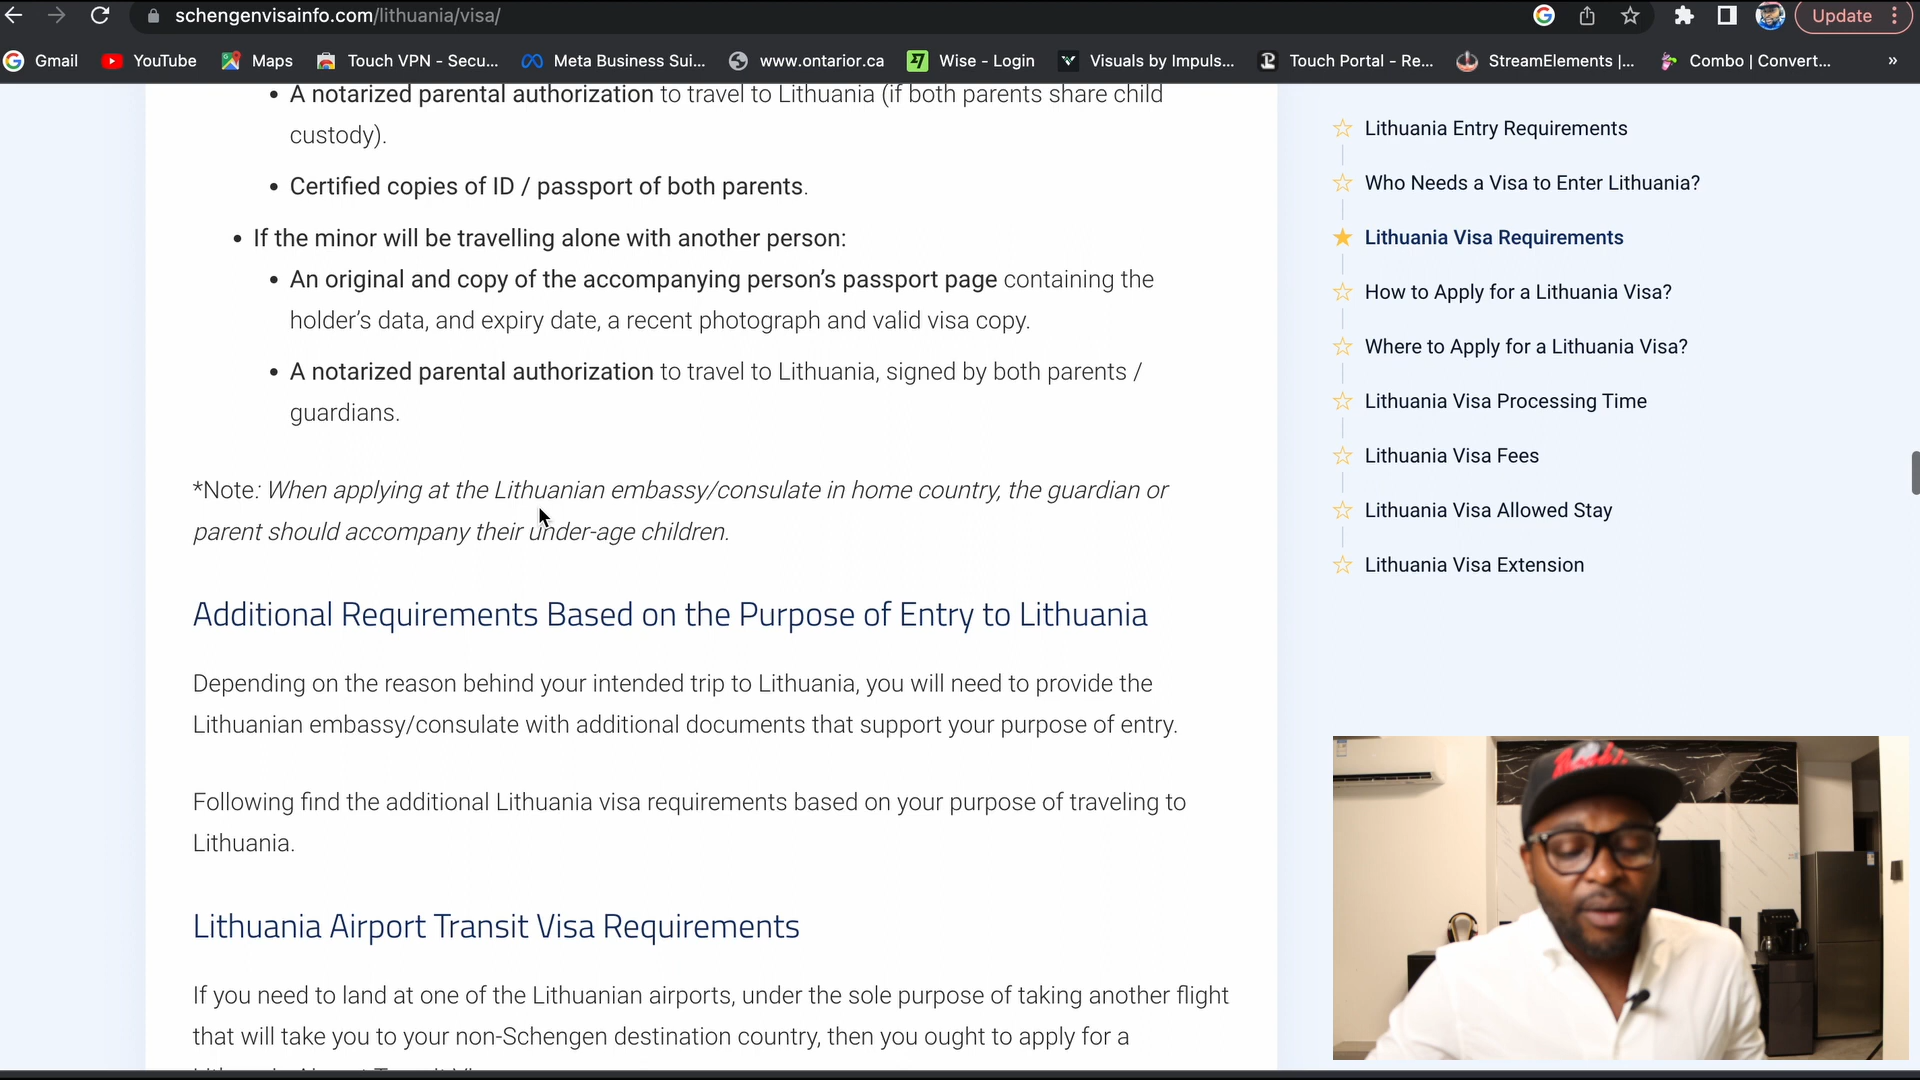 schengenvisainfo.com/lithuania/visa/
Update
Gmail
YouTube
Maps
Touch VPN - Secu...
Meta Business Sui...
www.ontarior.ca
Wise - Login
Visuals by Impuls...
Touch Portal - Re...
StreamElements |...
Combo | Convert...
»
• A notarized parental authorization to travel to Lithuania (if both parents share child
custody).
• Certified copies of ID / passport of both parents.
• If the minor will be travelling alone with another person:
• An original and copy of the accompanying person’s passport page containing the
holder’s data, and expiry date, a recent photograph and valid visa copy.
• A notarized parental authorization to travel to Lithuania, signed by both parents /
guardians.
*Note: When applying at the Lithuanian embassy/consulate in home country, the guardian or
parent should accompany their under-age children.
Additional Requirements Based on the Purpose of Entry to Lithuania
Depending on the reason behind your intended trip to Lithuania, you will need to provide the
Lithuanian embassy/consulate with additional documents that support your purpose of entry.
Following find the additional Lithuania visa requirements based on your purpose of traveling to
Lithuania.
Lithuania Airport Transit Visa Requirements
If you need to land at one of the Lithuanian airports, under the sole purpose of taking another flight
that will take you to your non-Schengen destination country, then you ought to apply for a
Lithuania Entry Requirements
Who Needs a Visa to Enter Lithuania?
Lithuania Visa Requirements
How to Apply for a Lithuania Visa?
Where to Apply for a Lithuania Visa?
Lithuania Visa Processing Time
Lithuania Visa Fees
Lithuania Visa Allowed Stay
Lithuania Visa Extension